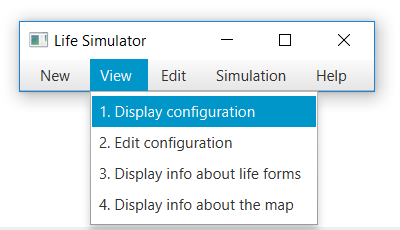 Life Simulator
New View Edit Simulation Help
1. Display configuration
2. Edit configuration
3. Display info about life forms
4. Display info about the map